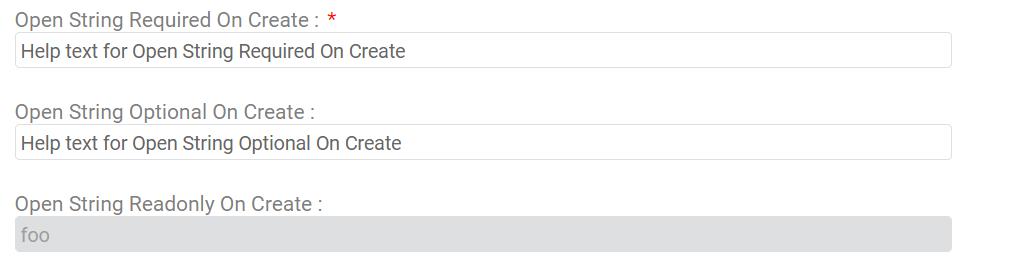 Open String Required On Create : *
Help text for Open String Required On Create
Open String Optional On Create :
Help text for Open String Optional On Create
Open String Readonly On Create :
foo